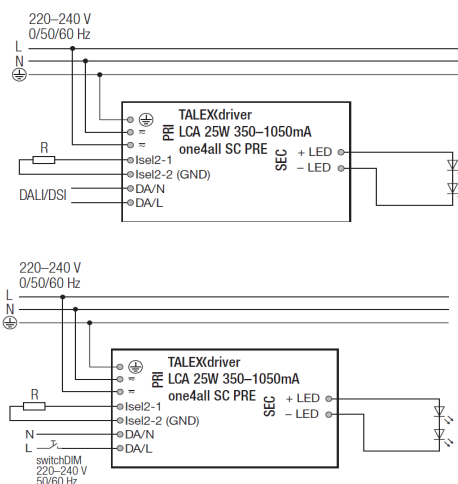 220–240 V
0/50/60 Hz
L
N
TALEXdriver
LCA 25W 350–1050mA
one4all SC PRE
PRI
SEC
+ LED
– LED
R
Isel2-1
Isel2-2 (GND)
DALI/DSI
DA/N
DA/L
220–240 V
0/50/60 Hz
L
N
TALEXdriver
LCA 25W 350–1050mA
one4all SC PRE
PRI
SEC
+ LED
– LED
R
Isel2-1
Isel2-2 (GND)
N
DA/N
L
DA/L
switchDIM
220–240 V
50/60 Hz